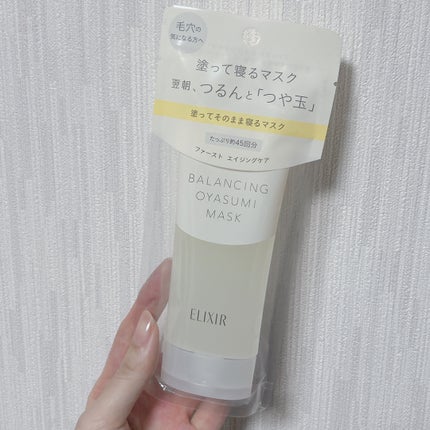 毛穴の
気になる方へ
塗って寝るマスク
翌朝、つるんと「つや玉」
塗ってそのまま寝るマスク
たっぷり約45回分
ファースト エイジングケア
BALANCING
OYASUMI
MASK
ELIXIR